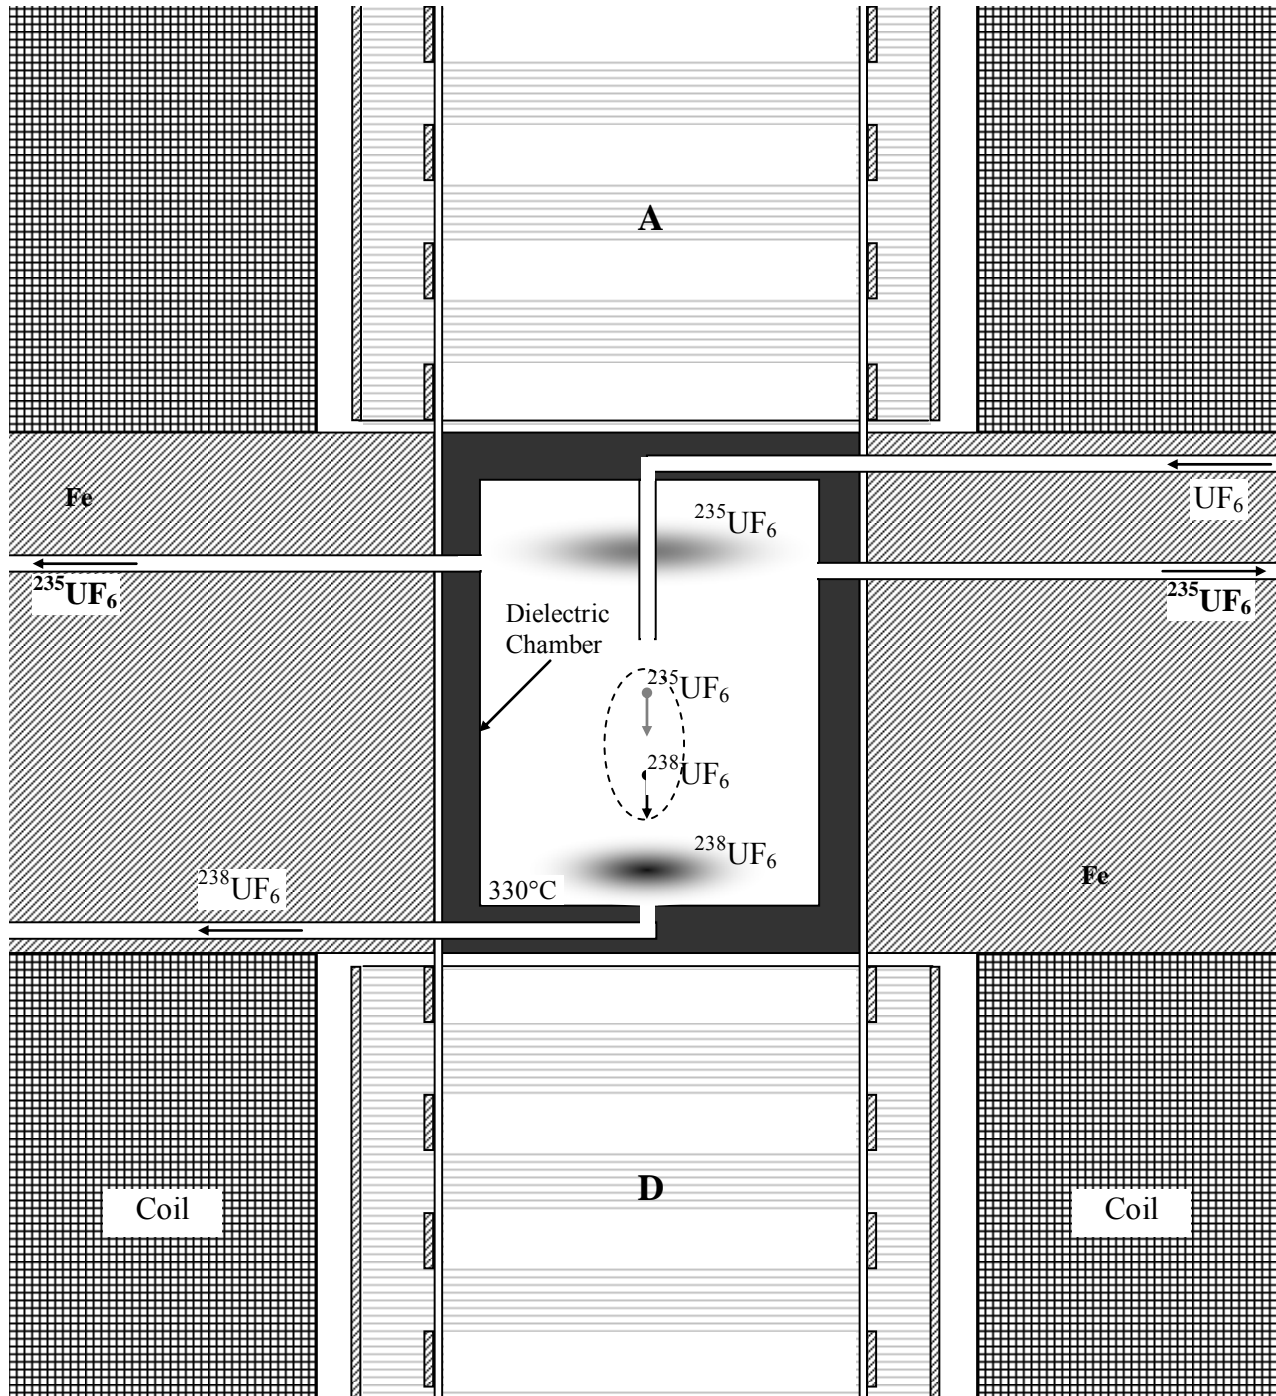 A
Fe
UF₆
²³⁵UF₆
²³⁵UF₆
²³⁵UF₆
Dielectric
Chamber
²³⁵UF₆
²³⁸UF₆
²³⁸UF₆
330°C
²³⁸UF₆
Fe
D
Coil
Coil